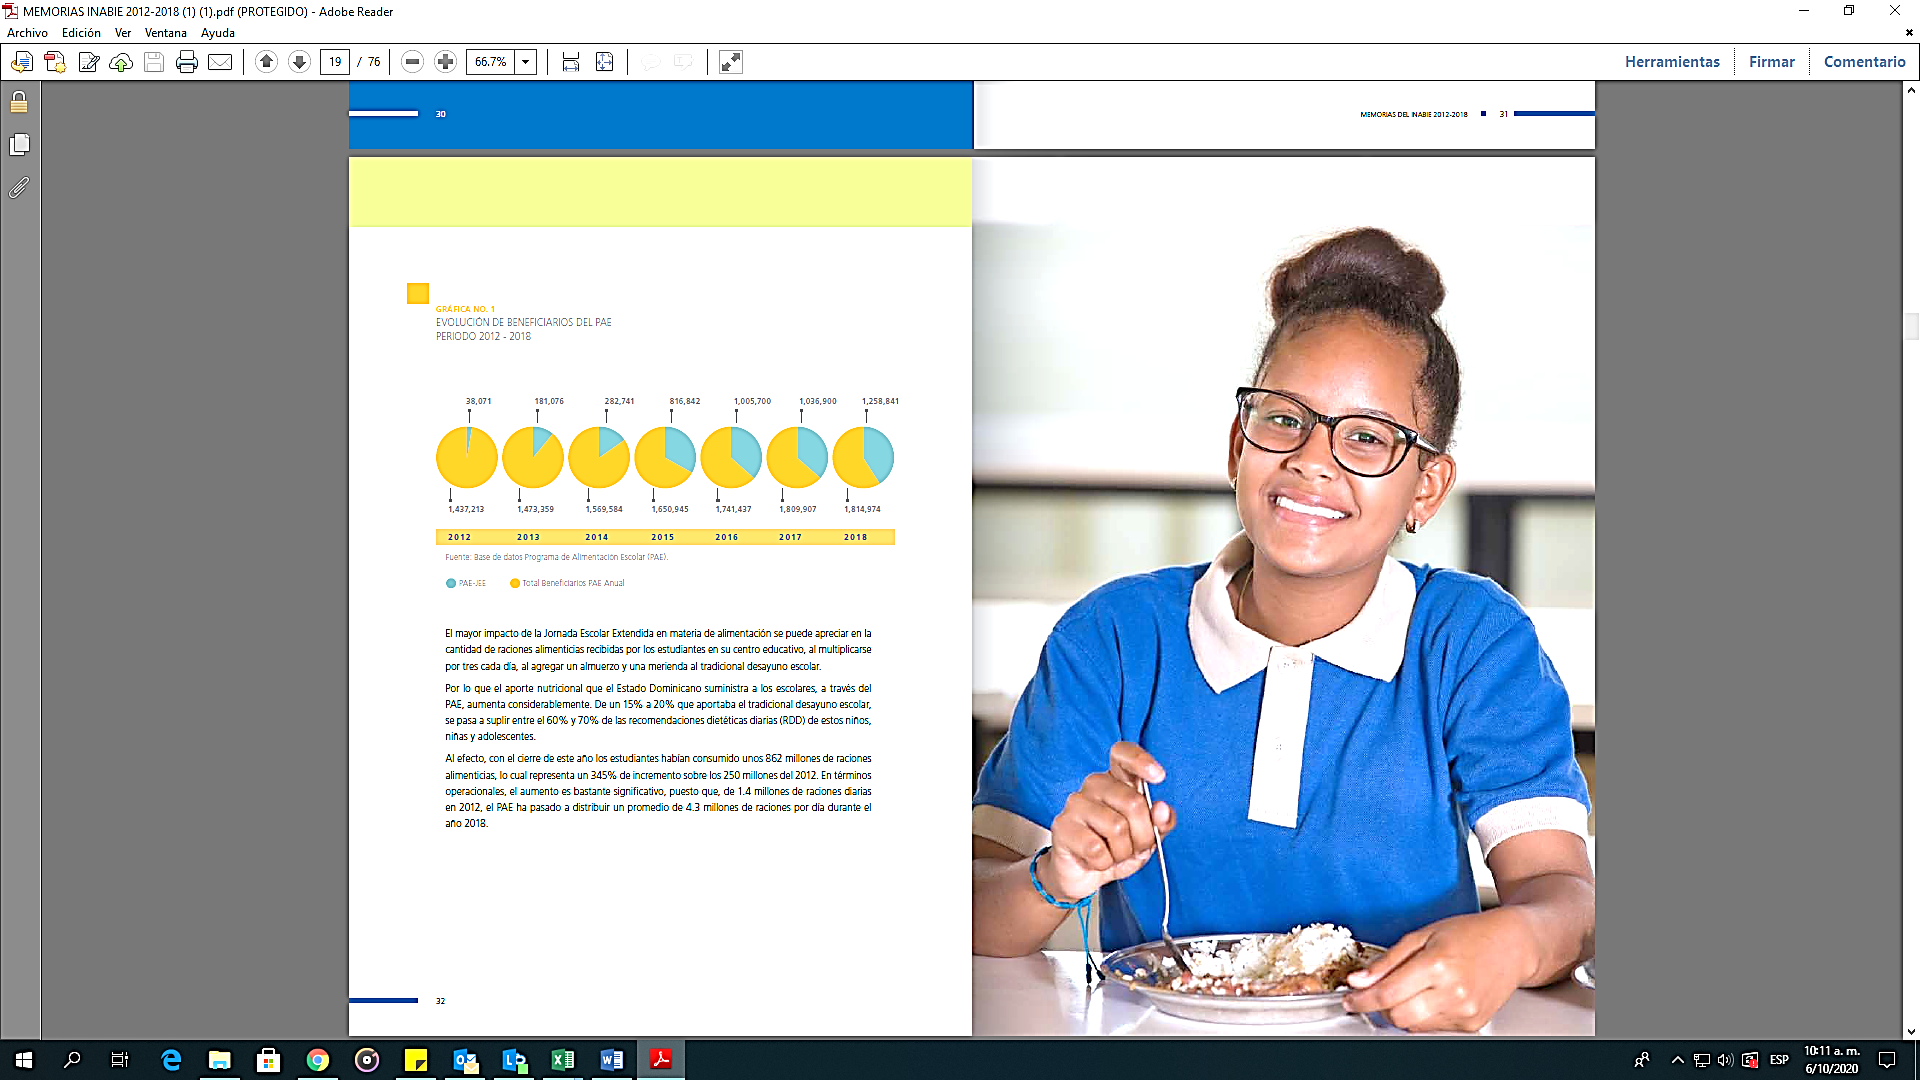 MEMORIAS INABIE 2012-2018 (1) (1).pdf (PROTEGIDO) - Adobe Reader
Archivo Edición Ver Ventana Ayuda
19 / 76 66.7% Herramientas Firmar Comentario
30 MEMORIAS DEL INABIE 2012-2018 31
GRÁFICA NO. 1
EVOLUCIÓN DE BENEFICIARIOS DEL PAE
PERIODO 2012 - 2018
38,071 181,076 282,741 816,842 1,005,700 1,036,900 1,258,841
1,437,213 1,473,359 1,569,584 1,650,945 1,741,437 1,809,907 1,814,974
2012 2013 2014 2015 2016 2017 2018
Fuente: Base de datos Programa de Alimentación Escolar (PAE).
PAE-JEE Total Beneficiarios PAE Anual
El mayor impacto de la Jornada Escolar Extendida en materia de alimentación se puede apreciar en la
cantidad de raciones alimenticias recibidas por los estudiantes en su centro educativo, al multiplicarse
por tres cada día, al agregar un almuerzo y una merienda al tradicional desayuno escolar.
Por lo que el aporte nutricional que el Estado Dominicano suministra a los escolares, a través del
PAE, aumenta considerablemente. De un 15% a 20% que aportaba el tradicional desayuno escolar,
se pasa a suplir entre el 60% y 70% de las recomendaciones dietéticas diarias (RDD) de estos niños,
niñas y adolescentes.
Al efecto, con el cierre de este año los estudiantes habían consumido unos 862 millones de raciones
alimenticias, lo cual representa un 345% de incremento sobre los 250 millones del 2012. En términos
operacionales, el aumento es bastante significativo, puesto que, de 1.4 millones de raciones diarias
en 2012, el PAE ha pasado a distribuir un promedio de 4.3 millones de raciones por día durante el
año 2018.
32
ESP 10:11 a. m.
6/10/2020